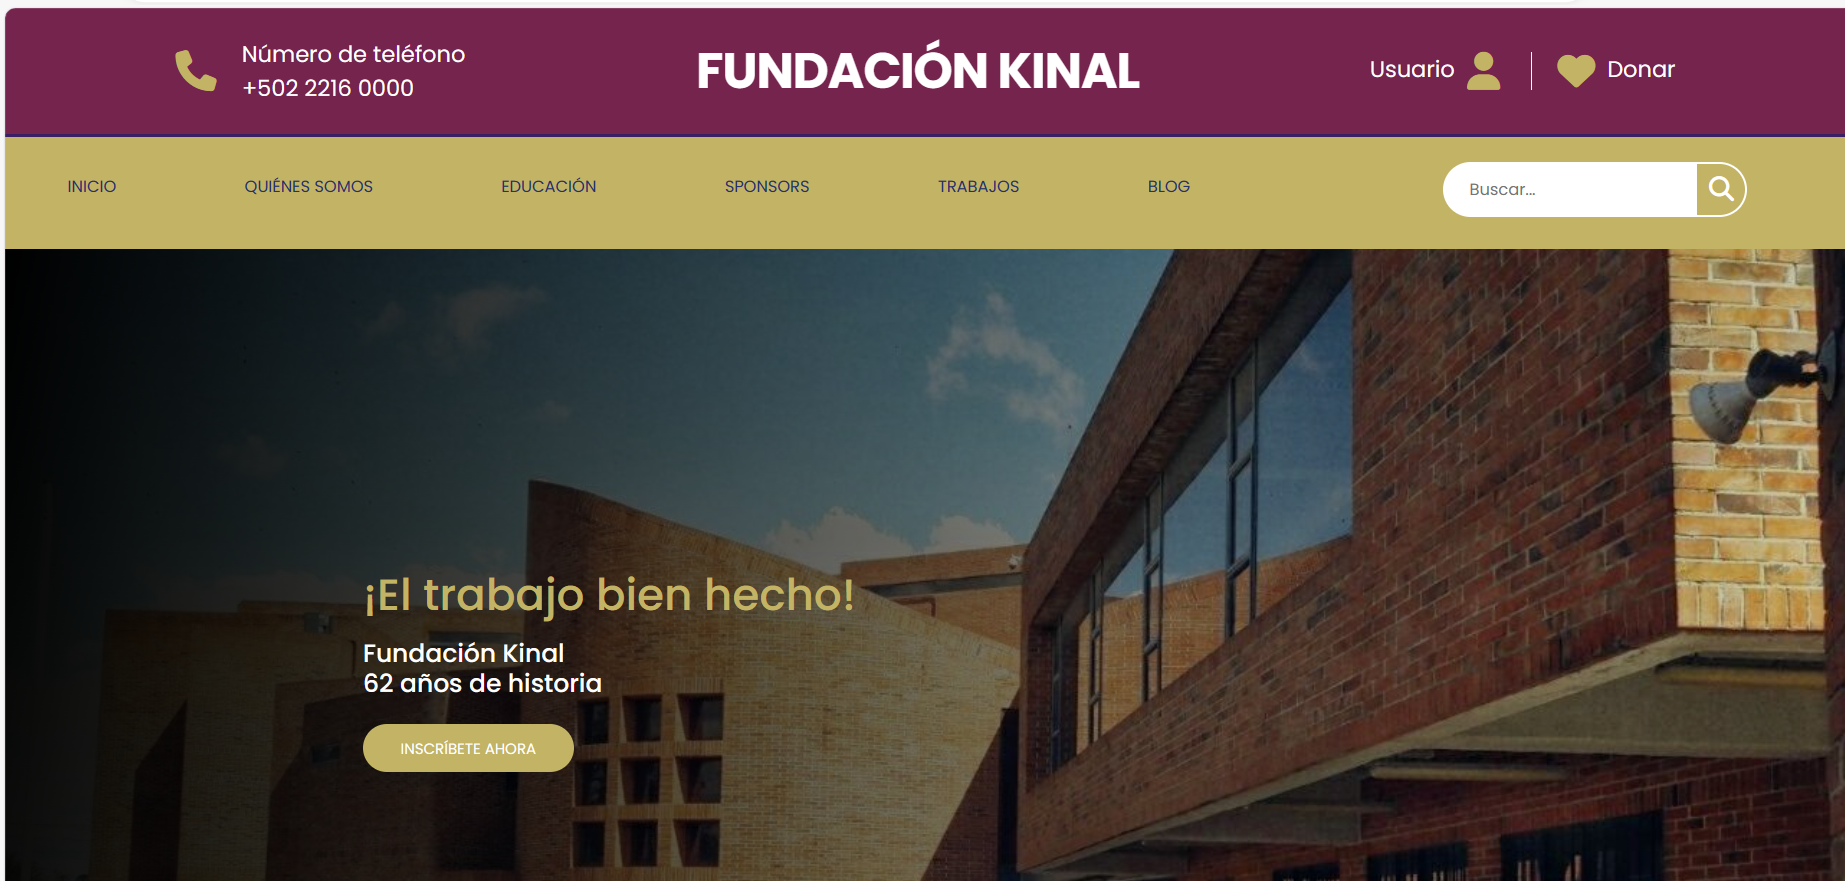 Número de teléfono
+502 2216 0000
FUNDACIÓN KINAL
Usuario
Donar
INICIO
QUIÉNES SOMOS
EDUCACIÓN
SPONSORS
TRABAJOS
BLOG
Buscar...
¡El trabajo bien hecho!
Fundación Kinal
62 años de historia
INSCRÍBETE AHORA